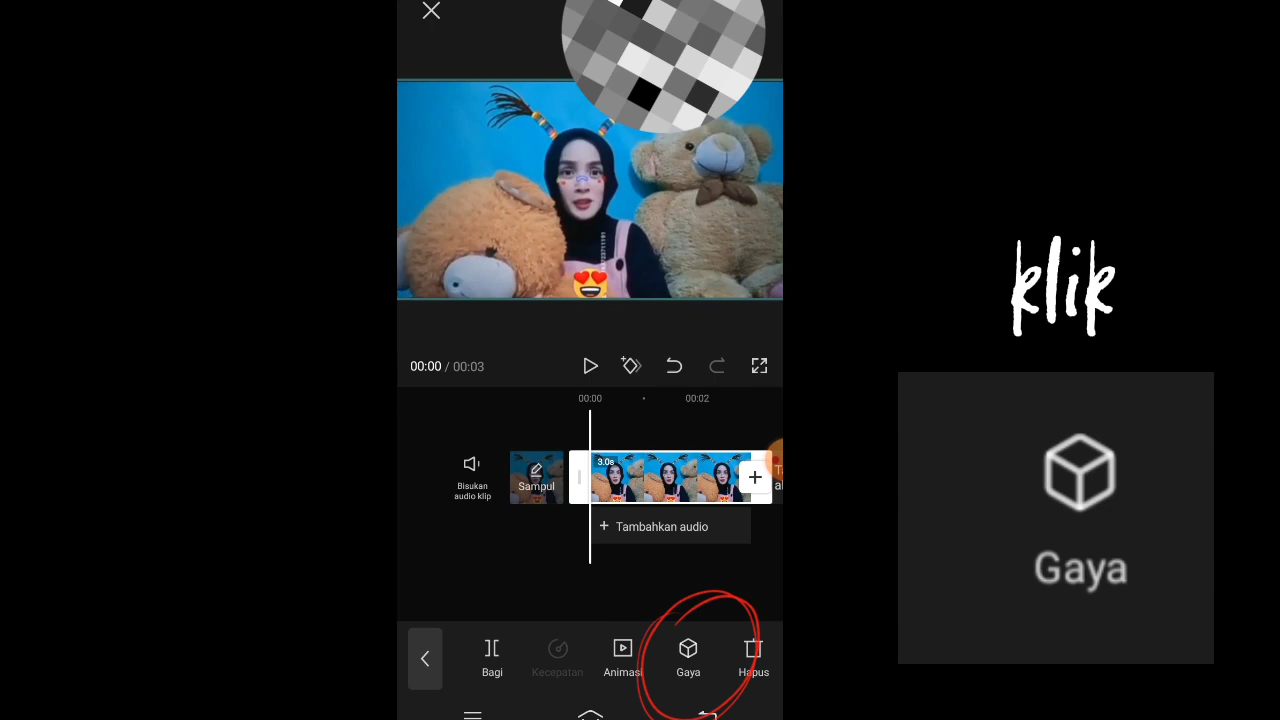 klik
00:00 / 00:03
00:00
00:02
3.0s
Bisukan
audio klip
Sampul
+ Tambahkan audio
Gaya
Bagi
Kecepatan
Animasi
Gaya
Hapus